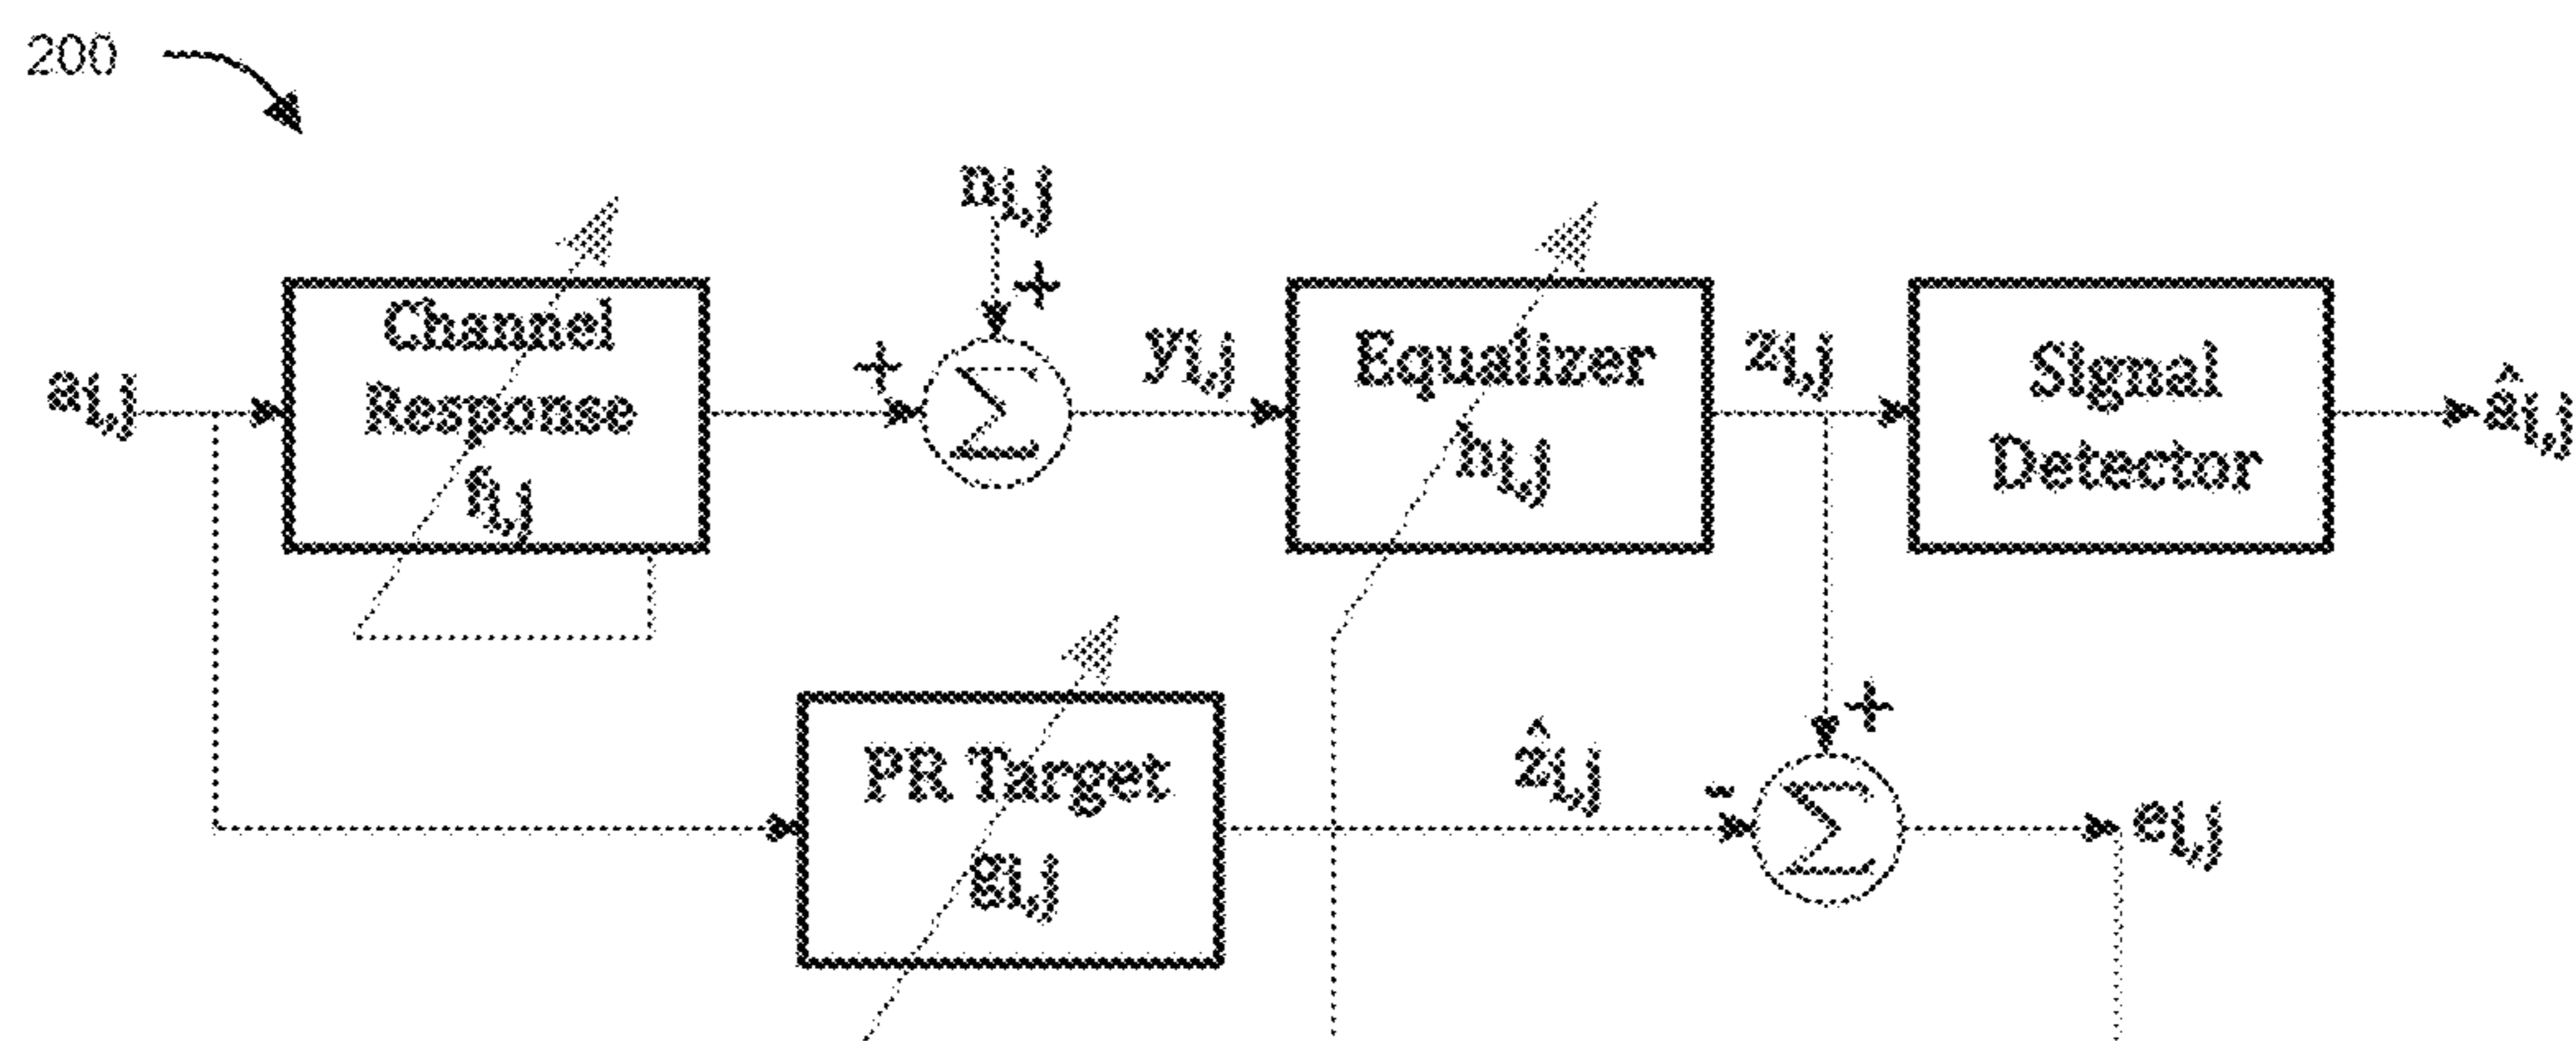 200
n_{i,j}
+
Channel
Response
f_{i,j}
a_{i,j}
+
Σ
y_{i,j}
Equalizer
h_{i,j}
z_{i,j}
Signal
Detector
â_{i,j}
PR Target
g_{i,j}
ẑ_{i,j}
-
+
Σ
e_{i,j}